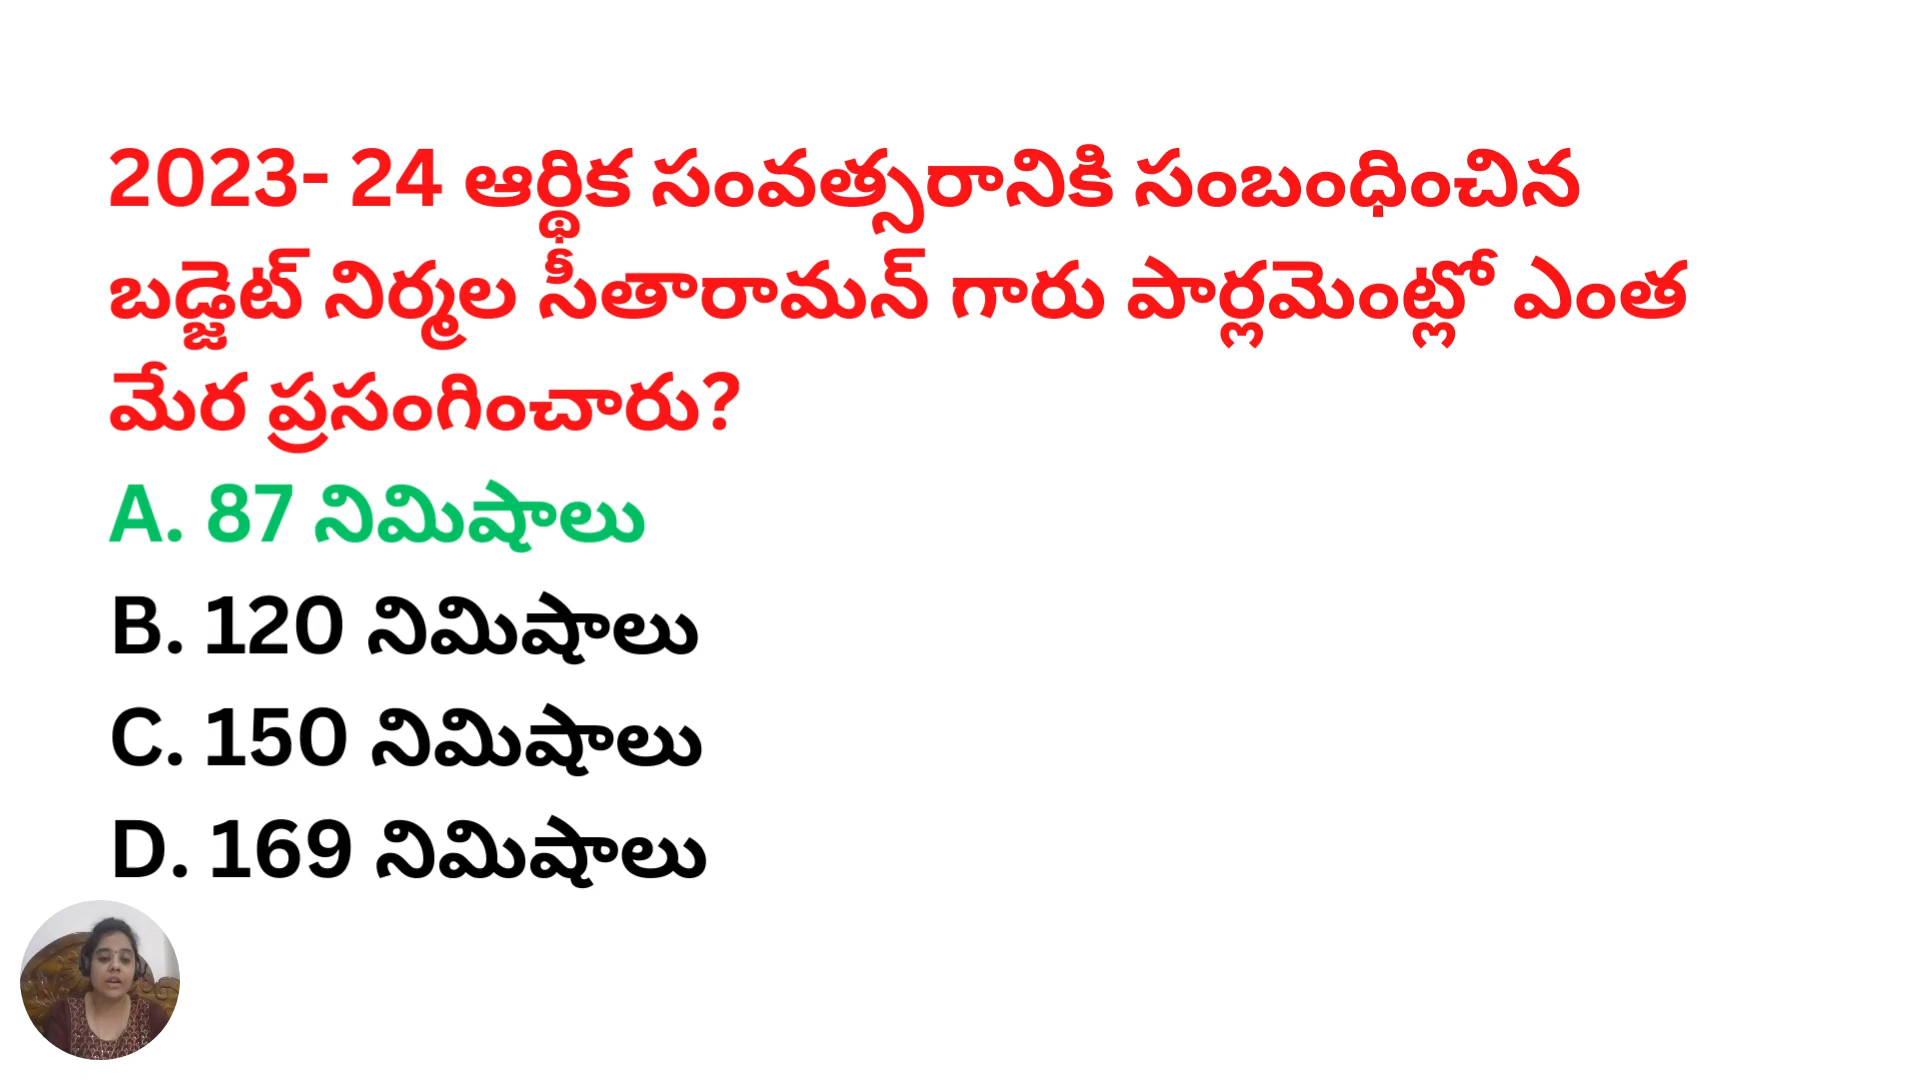 2023- 24 ఆర్థిక సంవత్సరానికి సంబంధించిన
బడ్జెట్ నిర్మల సీతారామన్ గారు పార్లమెంట్లో ఎంత
మేర ప్రసంగించారు?
A. 87 నిమిషాలు
B. 120 నిమిషాలు
C. 150 నిమిషాలు
D. 169 నిమిషాలు